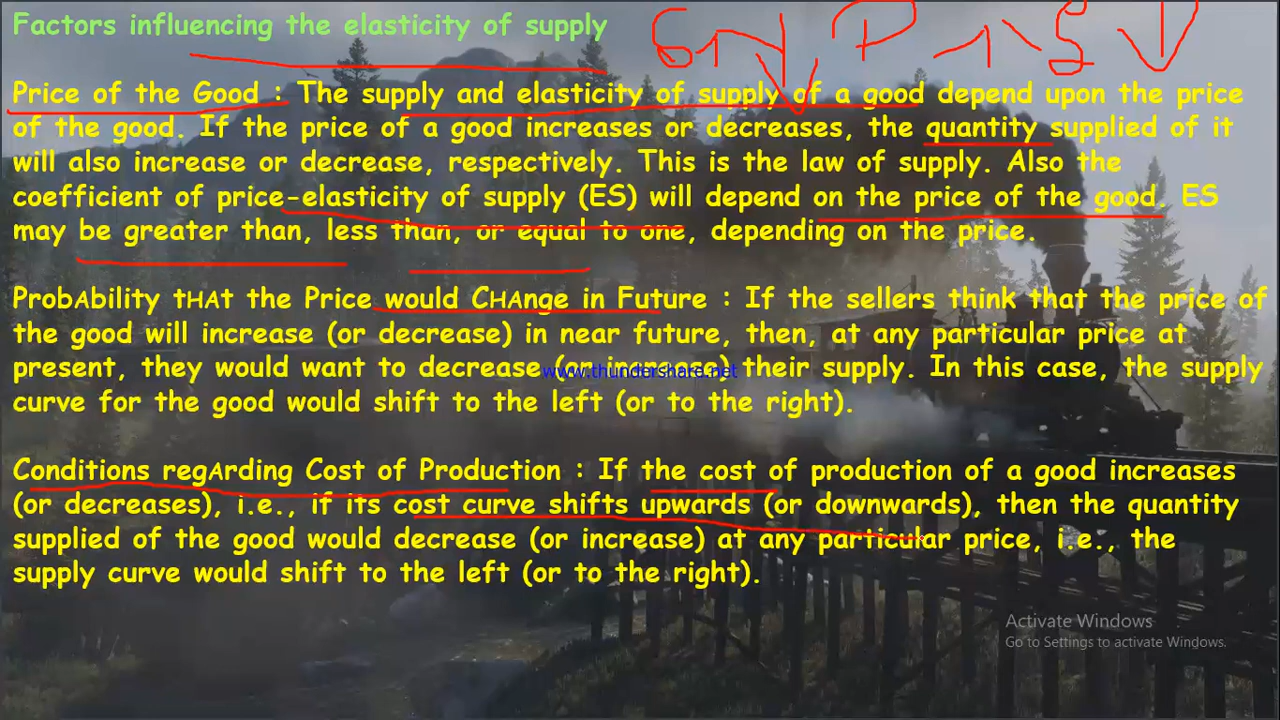 Factors influencing the elasticity of supply
Price of the Good : The supply and elasticity of supply of a good depend upon the price
of the good. If the price of a good increases or decreases, the quantity supplied of it
will also increase or decrease, respectively. This is the law of supply. Also the
coefficient of price-elasticity of supply (ES) will depend on the price of the good. ES
may be greater than, less than, or equal to one, depending on the price.
ProbAbility tHAt the Price would CHAnge in Future : If the sellers think that the price of
the good will increase (or decrease) in near future, then, at any particular price at
present, they would want to decrease (or increase) their supply. In this case, the supply
www.thundershare.net
curve for the good would shift to the left (or to the right).
Conditions regArding Cost of Production : If the cost of production of a good increases
(or decreases), i.e., if its cost curve shifts upwards (or downwards), then the quantity
supplied of the good would decrease (or increase) at any particular price, i.e., the
supply curve would shift to the left (or to the right).
Activate Windows
Go to Settings to activate Windows.